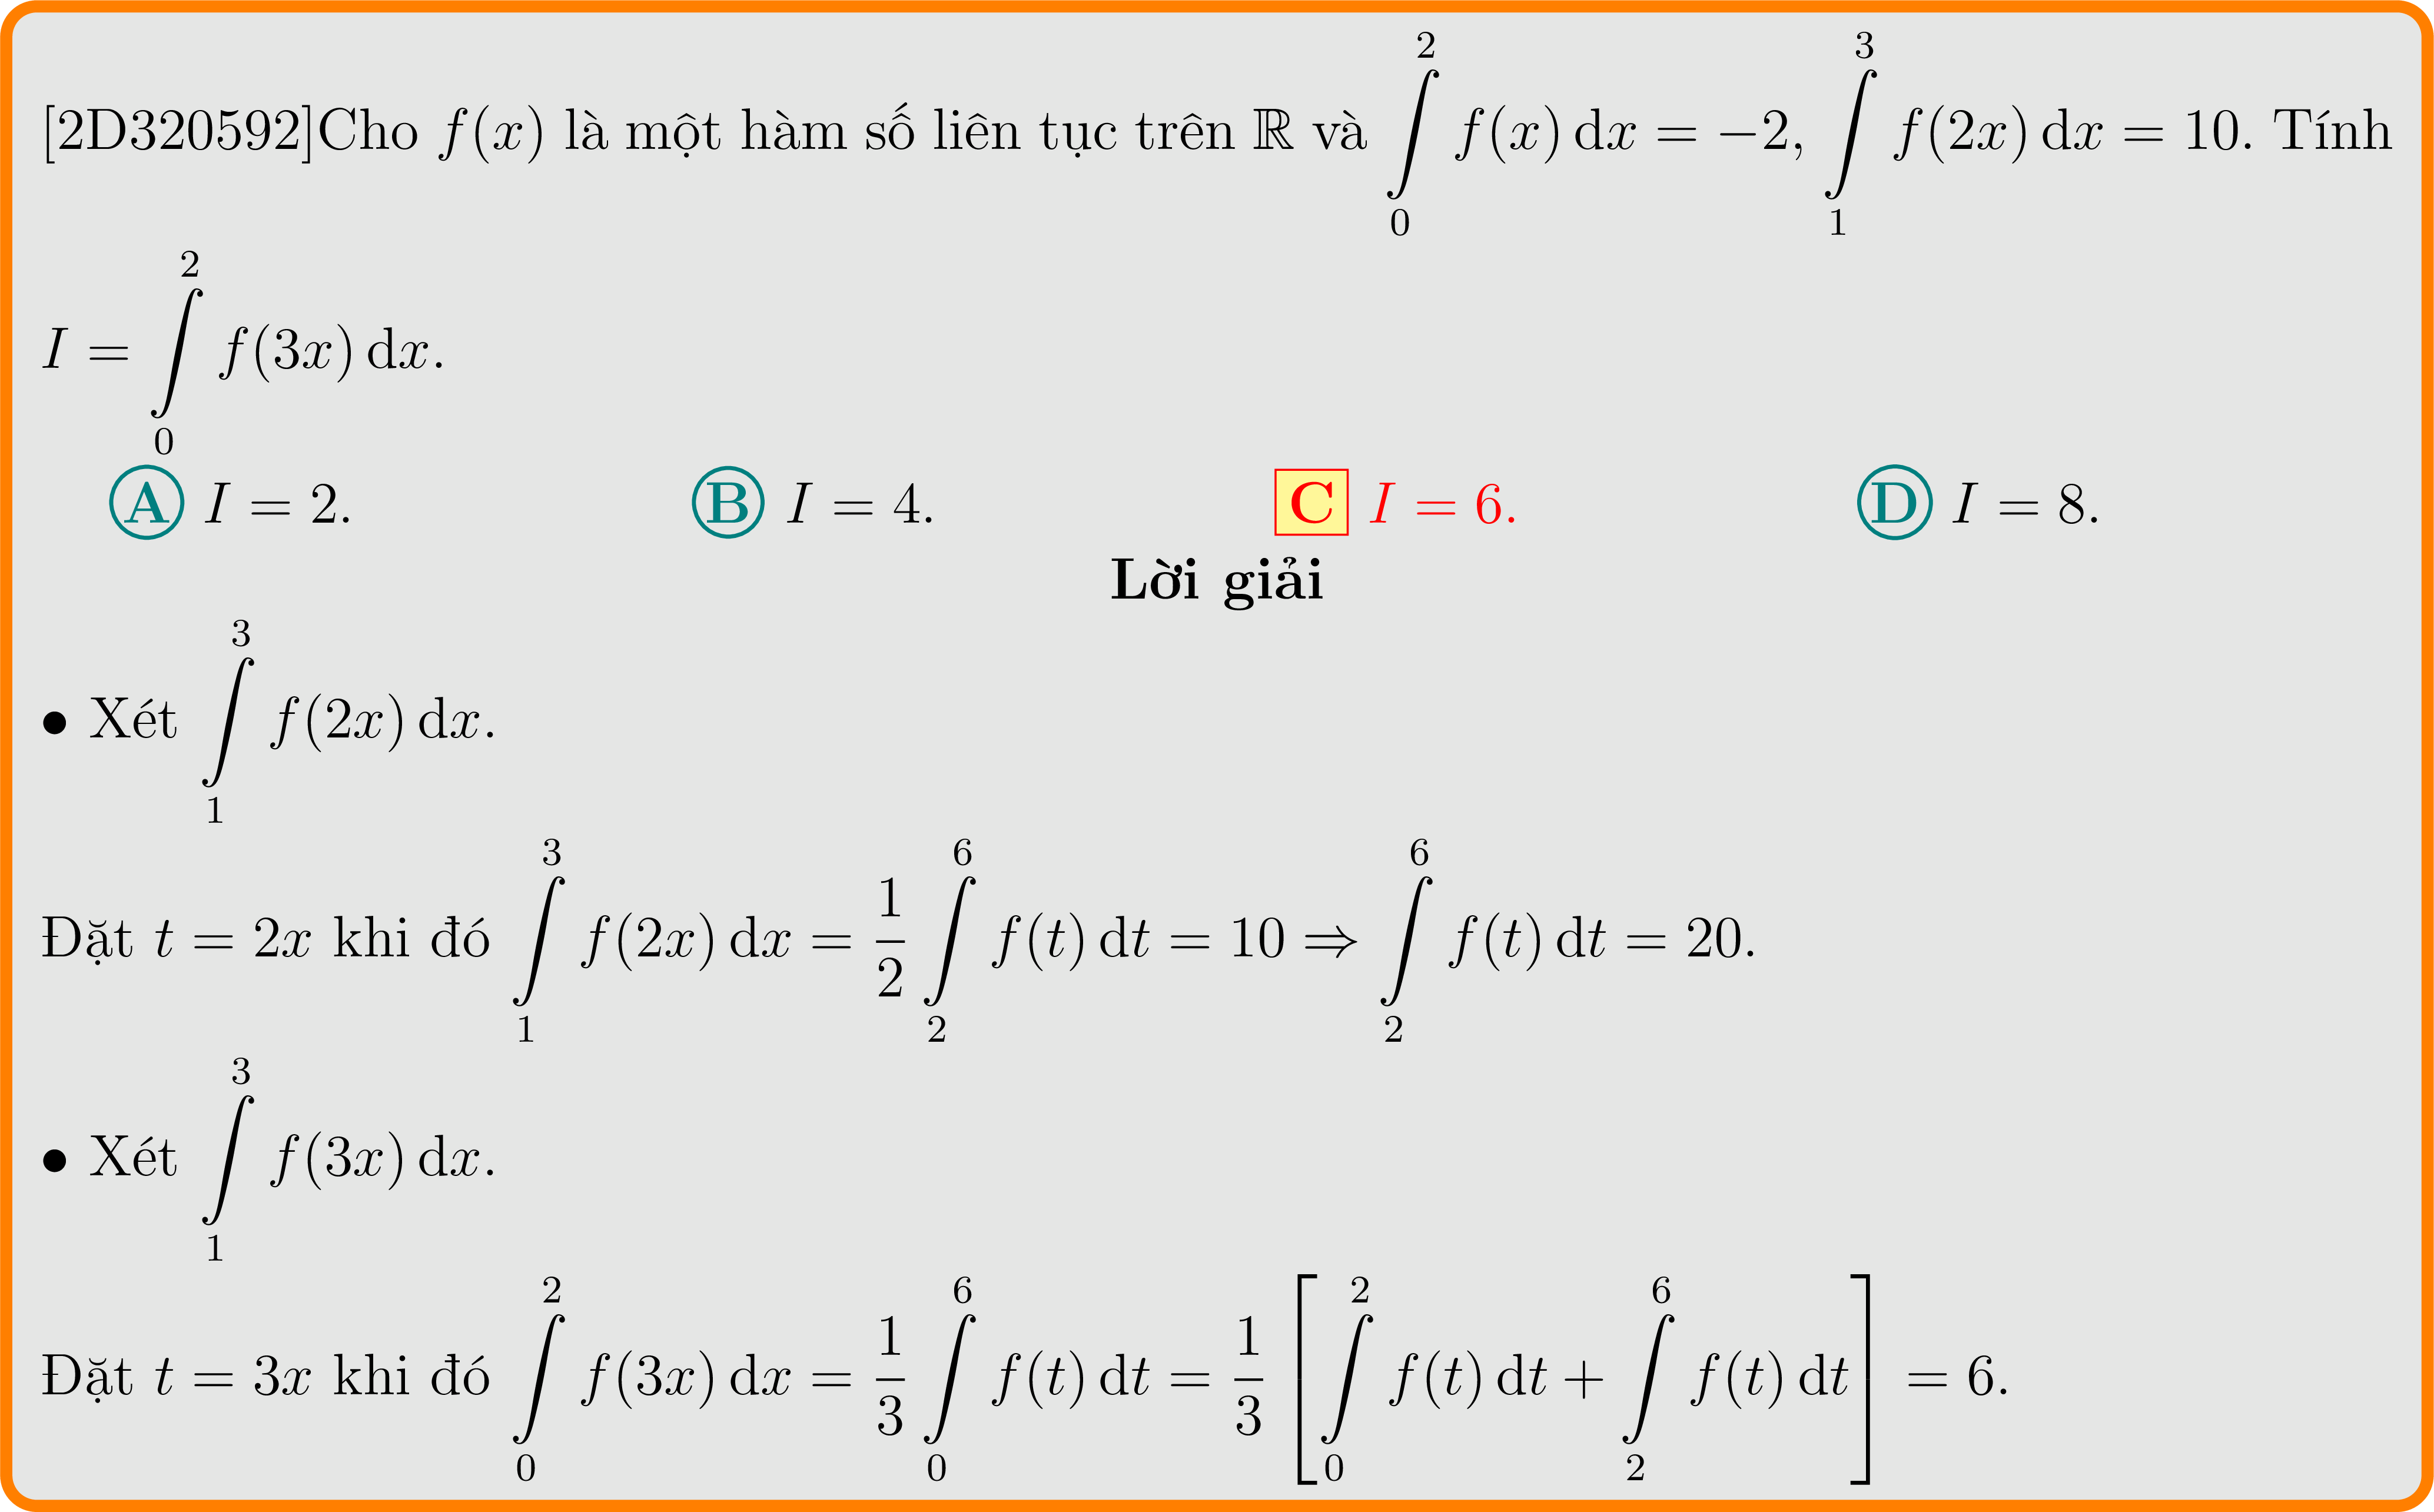 [2D320592]Cho $f(x)$ là một hàm số liên tục trên $\mathbb{R}$ và $\int\limits_0^2 f(x)\,\mathrm{d}x = -2$, $\int\limits_1^3 f(2x)\,\mathrm{d}x = 10$. Tính
$I = \int\limits_0^2 f(3x)\,\mathrm{d}x.$
A $I = 2.$ B $I = 4.$ C $I = 6.$ D $I = 8.$
Lời giải
• Xét $\int\limits_1^3 f(2x)\,\mathrm{d}x.$
Đặt $t = 2x$ khi đó $\int\limits_1^3 f(2x)\,\mathrm{d}x = \frac{1}{2}\int\limits_2^6 f(t)\,\mathrm{d}t = 10 \Rightarrow \int\limits_2^6 f(t)\,\mathrm{d}t = 20.$
• Xét $\int\limits_1^3 f(3x)\,\mathrm{d}x.$
Đặt $t = 3x$ khi đó $\int\limits_0^2 f(3x)\,\mathrm{d}x = \frac{1}{3}\int\limits_0^6 f(t)\,\mathrm{d}t = \frac{1}{3}\left[\int\limits_0^2 f(t)\,\mathrm{d}t + \int\limits_2^6 f(t)\,\mathrm{d}t\right] = 6.$